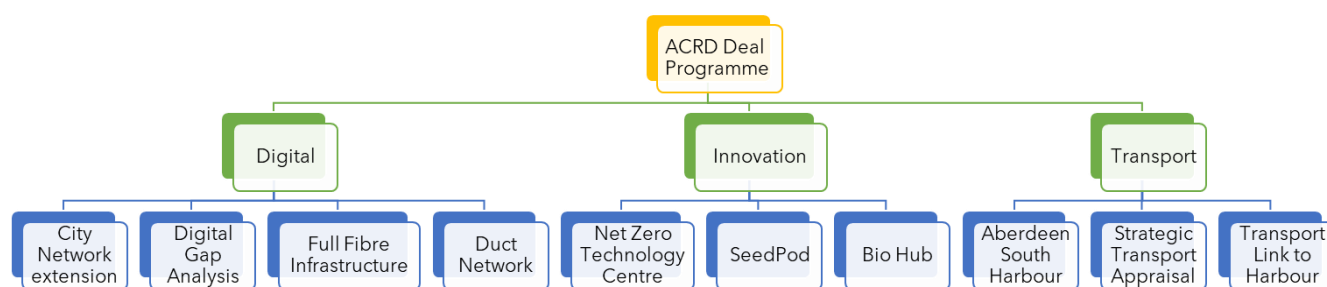 ACRD Deal
Programme
Digital
Innovation
Transport
City
Network
extension
Digital
Gap
Analysis
Full Fibre
Infrastructure
Duct
Network
Net Zero
Technology
Centre
SeedPod
Bio Hub
Aberdeen
South
Harbour
Strategic
Transport
Appraisal
Transport
Link to
Harbour